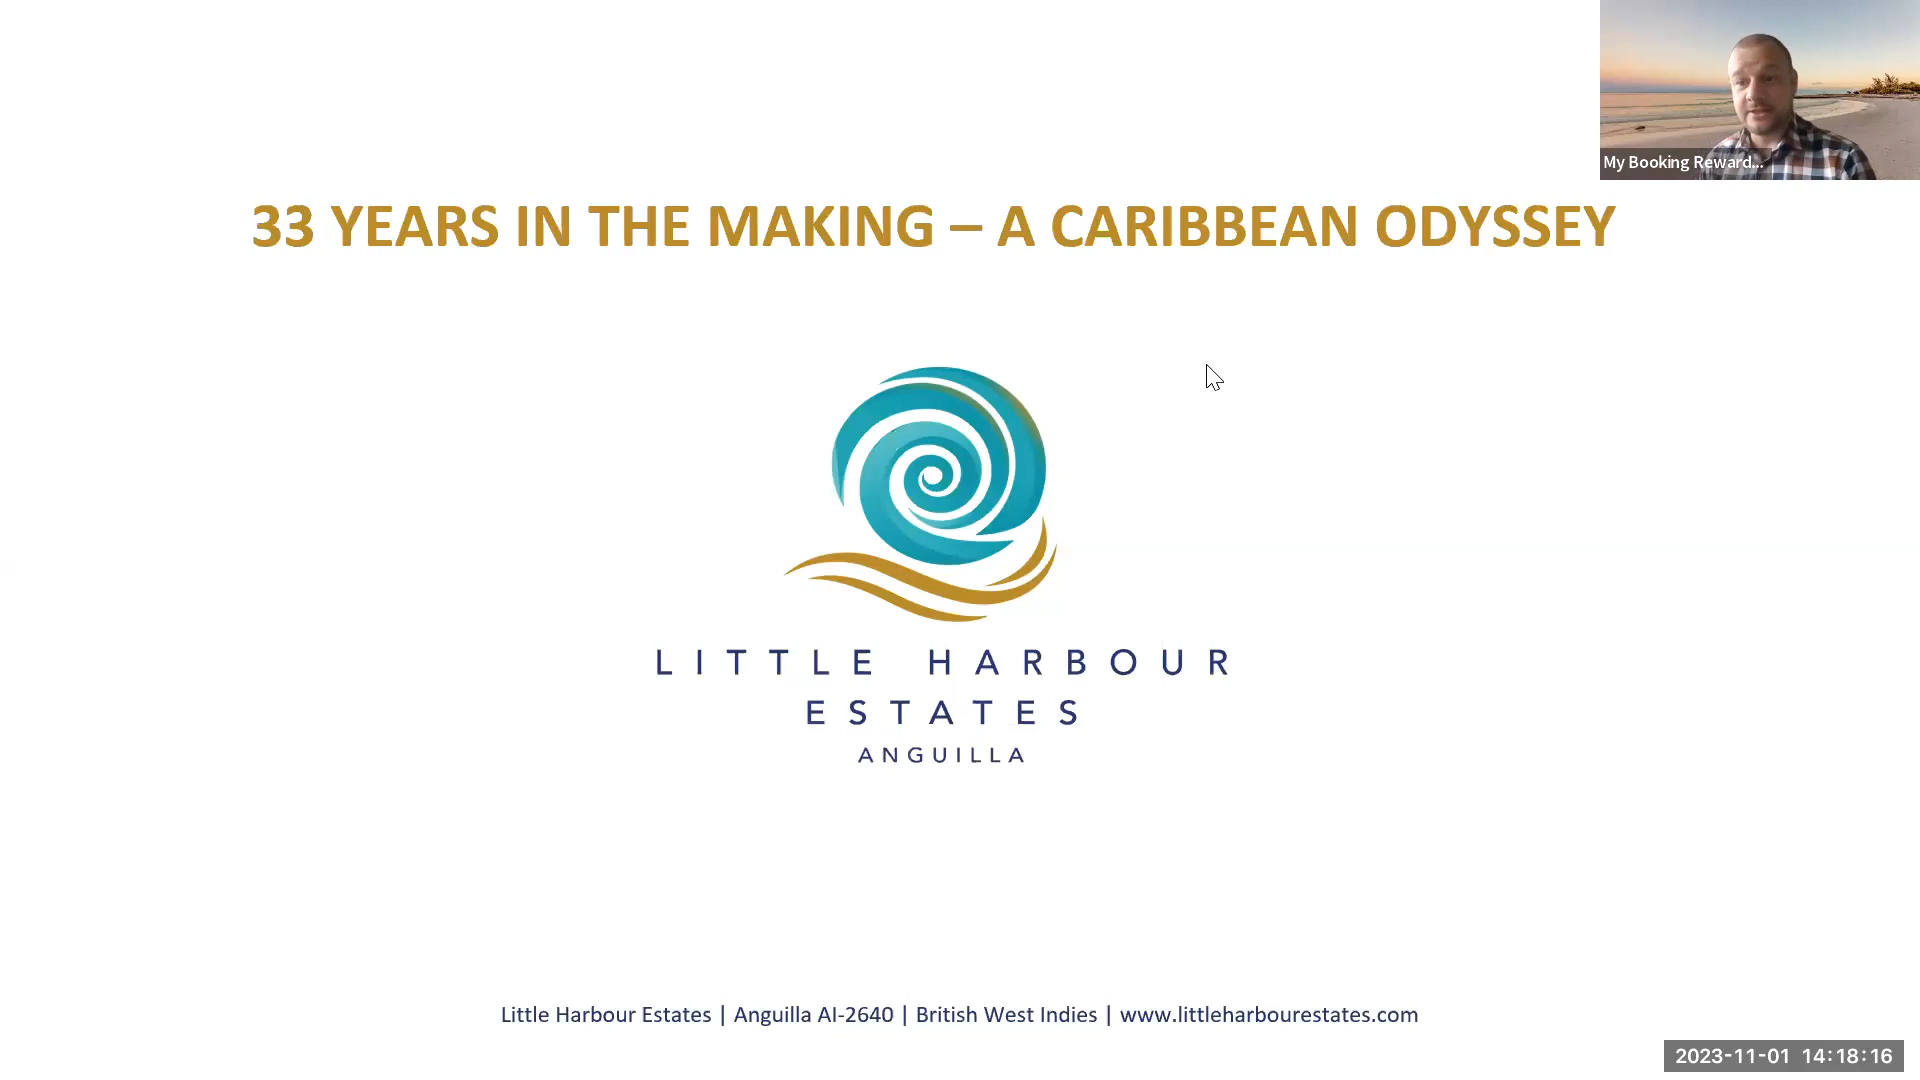 My Booking Reward...
33 YEARS IN THE MAKING – A CARIBBEAN ODYSSEY
LITTLE HARBOUR
ESTATES
ANGUILLA
Little Harbour Estates | Anguilla AI-2640 | British West Indies | www.littleharbourestates.com
2023-11-01 14:18:16